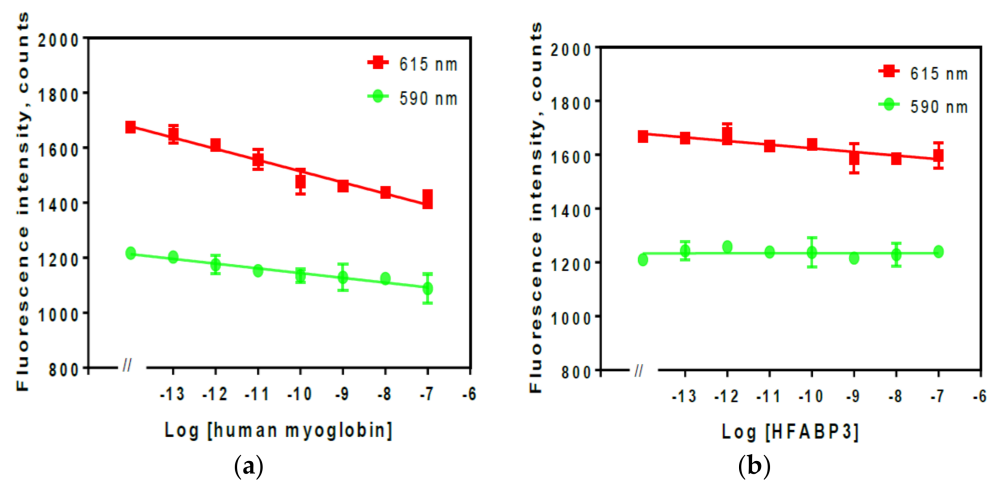 Fluorescence intensity, counts
2000
1800
1600
1400
1200
1000
800
615 nm
590 nm
//
-13 -12 -11 -10 -9 -8 -7 -6
Log [human myoglobin]
(a)
Fluorescence intensity, counts
2000
1800
1600
1400
1200
1000
800
615 nm
590 nm
//
-13 -12 -11 -10 -9 -8 -7 -6
Log [HFABP3]
(b)